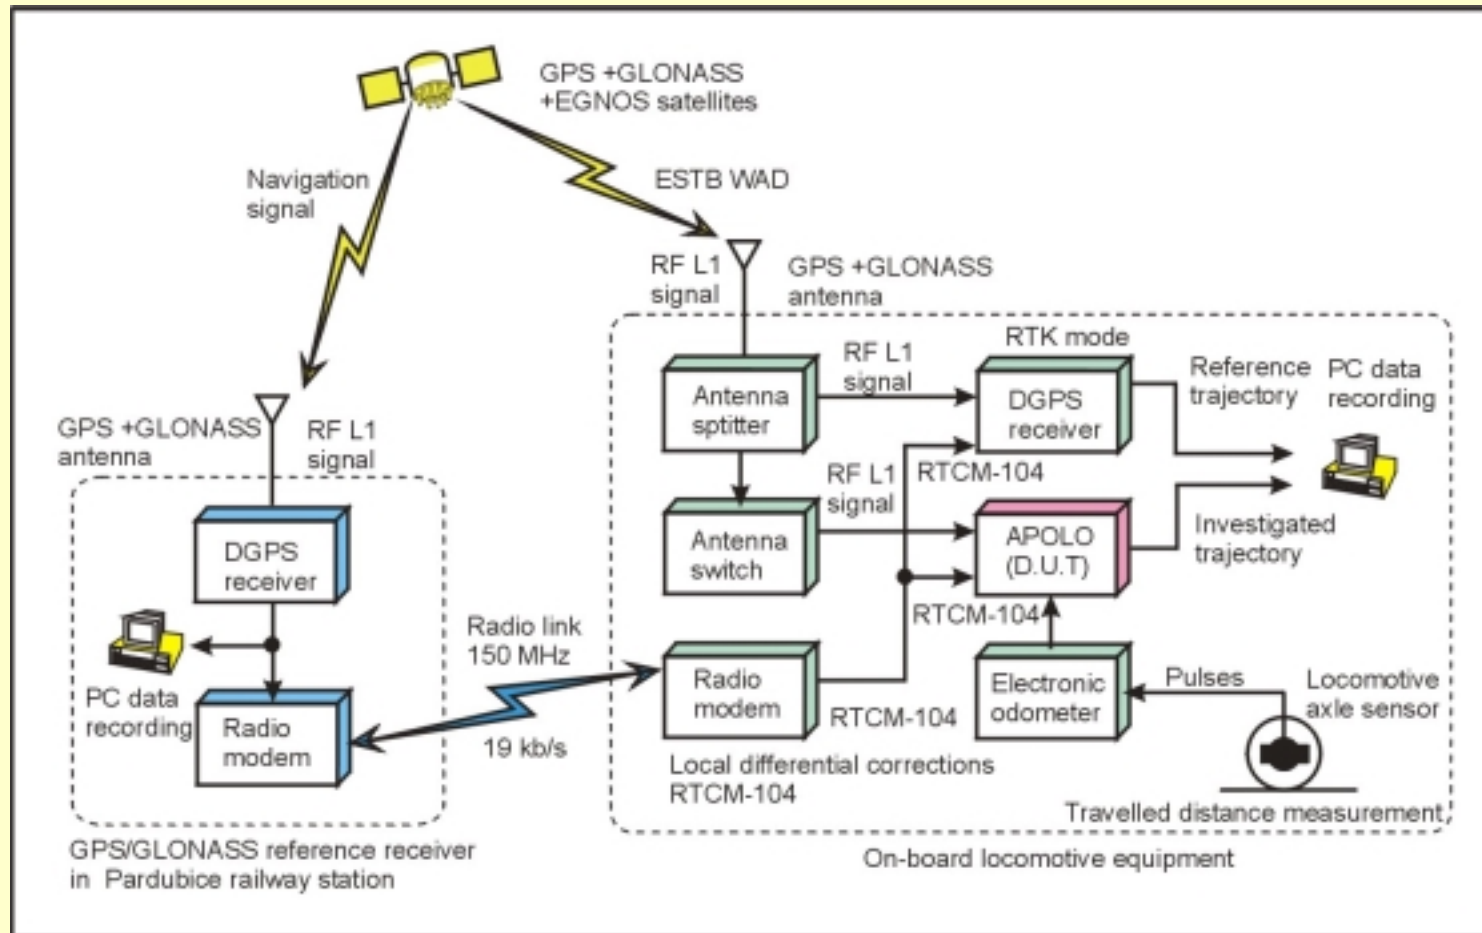 GPS +GLONASS
+EGNOS satellites
Navigation
signal
ESTB WAD
RF L1
signal
GPS +GLONASS
antenna
GPS +GLONASS
antenna
RF L1
signal
RTK mode
RF L1
signal
Antenna
sptitter
DGPS
receiver
Reference
trajectory
PC data
recording
RTCM-104
RF L1
signal
Antenna
switch
APOLO
(D.U.T)
Investigated
trajectory
RTCM-104
DGPS
receiver
PC data
recording
Radio
modem
Radio link
150 MHz
19 kb/s
Radio
modem
RTCM-104
Electronic
odometer
Pulses
Locomotive
axle sensor
Local differential corrections
RTCM-104
Travelled distance measurement
GPS/GLONASS reference receiver
in Pardubice railway station
On-board locomotive equipment